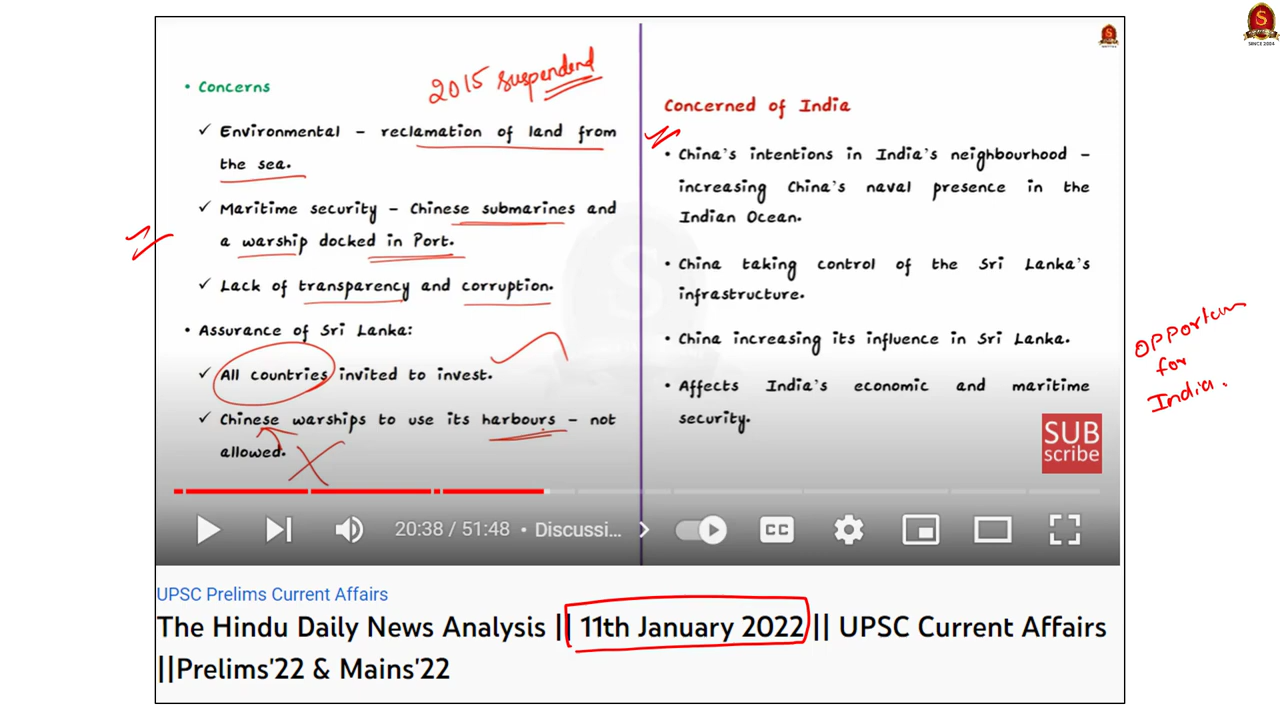 SINCE 2004
2015 suspended
• Concerns
✓ Environmental – reclamation of land from
the sea.
✓ Maritime security – Chinese submarines and
a warship docked in Port.
✓ Lack of transparency and corruption.
• Assurance of Sri Lanka:
✓ All countries invited to invest.
✓ Chinese warships to use its harbours – not
allowed.
Concerned of India
• China's intentions in India's neighbourhood –
increasing China's naval presence in the
Indian Ocean.
• China taking control of the Sri Lanka's
infrastructure.
• China increasing its influence in Sri Lanka.
• Affects India's economic and maritime
security.
SUB
scribe
for
India.
20:38 / 51:48 • Discussi...
CC
UPSC Prelims Current Affairs
The Hindu Daily News Analysis || 11th January 2022 || UPSC Current Affairs
||Prelims'22 & Mains'22